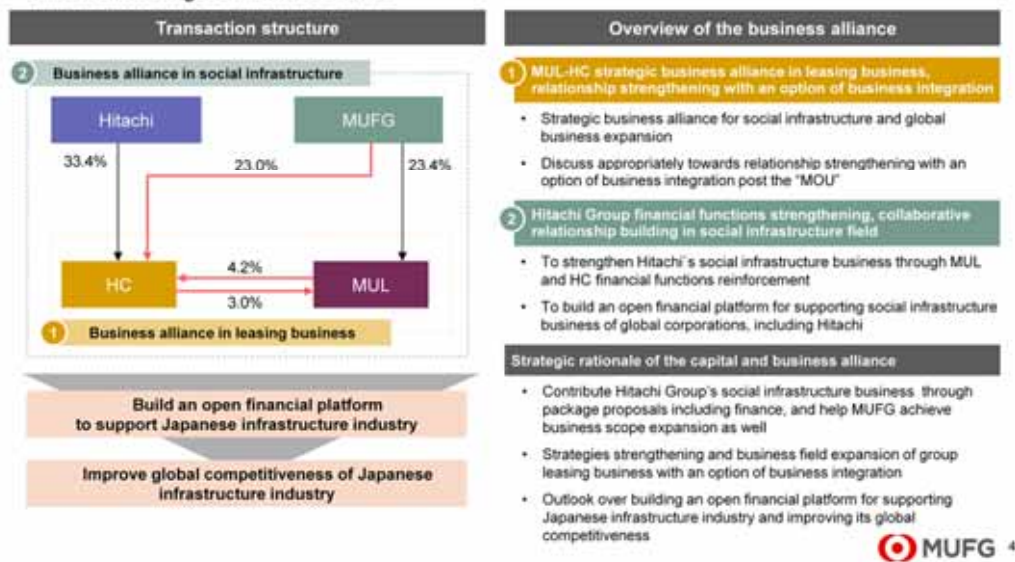 Transaction structure
2 Business alliance in social infrastructure
Hitachi
MUFG
33.4%
23.0%
23.4%
4.2%
HC
MUL
3.0%
1 Business alliance in leasing business
Build an open financial platform
to support Japanese infrastructure industry
Improve global competitiveness of Japanese
infrastructure industry
Overview of the business alliance
1 MUL-HC strategic business alliance in leasing business,
relationship strengthening with an option of business integration
• Strategic business alliance for social infrastructure and global
business expansion
• Discuss appropriately towards relationship strengthening with an
option of business integration post the “MOU”
2 Hitachi Group financial functions strengthening, collaborative
relationship building in social infrastructure field
• To strengthen Hitachi`s social infrastructure business through MUL
and HC financial functions reinforcement
• To build an open financial platform for supporting social infrastructure
business of global corporations, including Hitachi
Strategic rationale of the capital and business alliance
• Contribute Hitachi Group’s social infrastructure business through
package proposals including finance, and help MUFG achieve
business scope expansion as well
• Strategies strengthening and business field expansion of group
leasing business with an option of business integration
• Outlook over building an open financial platform for supporting
Japanese infrastructure industry and improving its global
competitiveness
MUFG 4